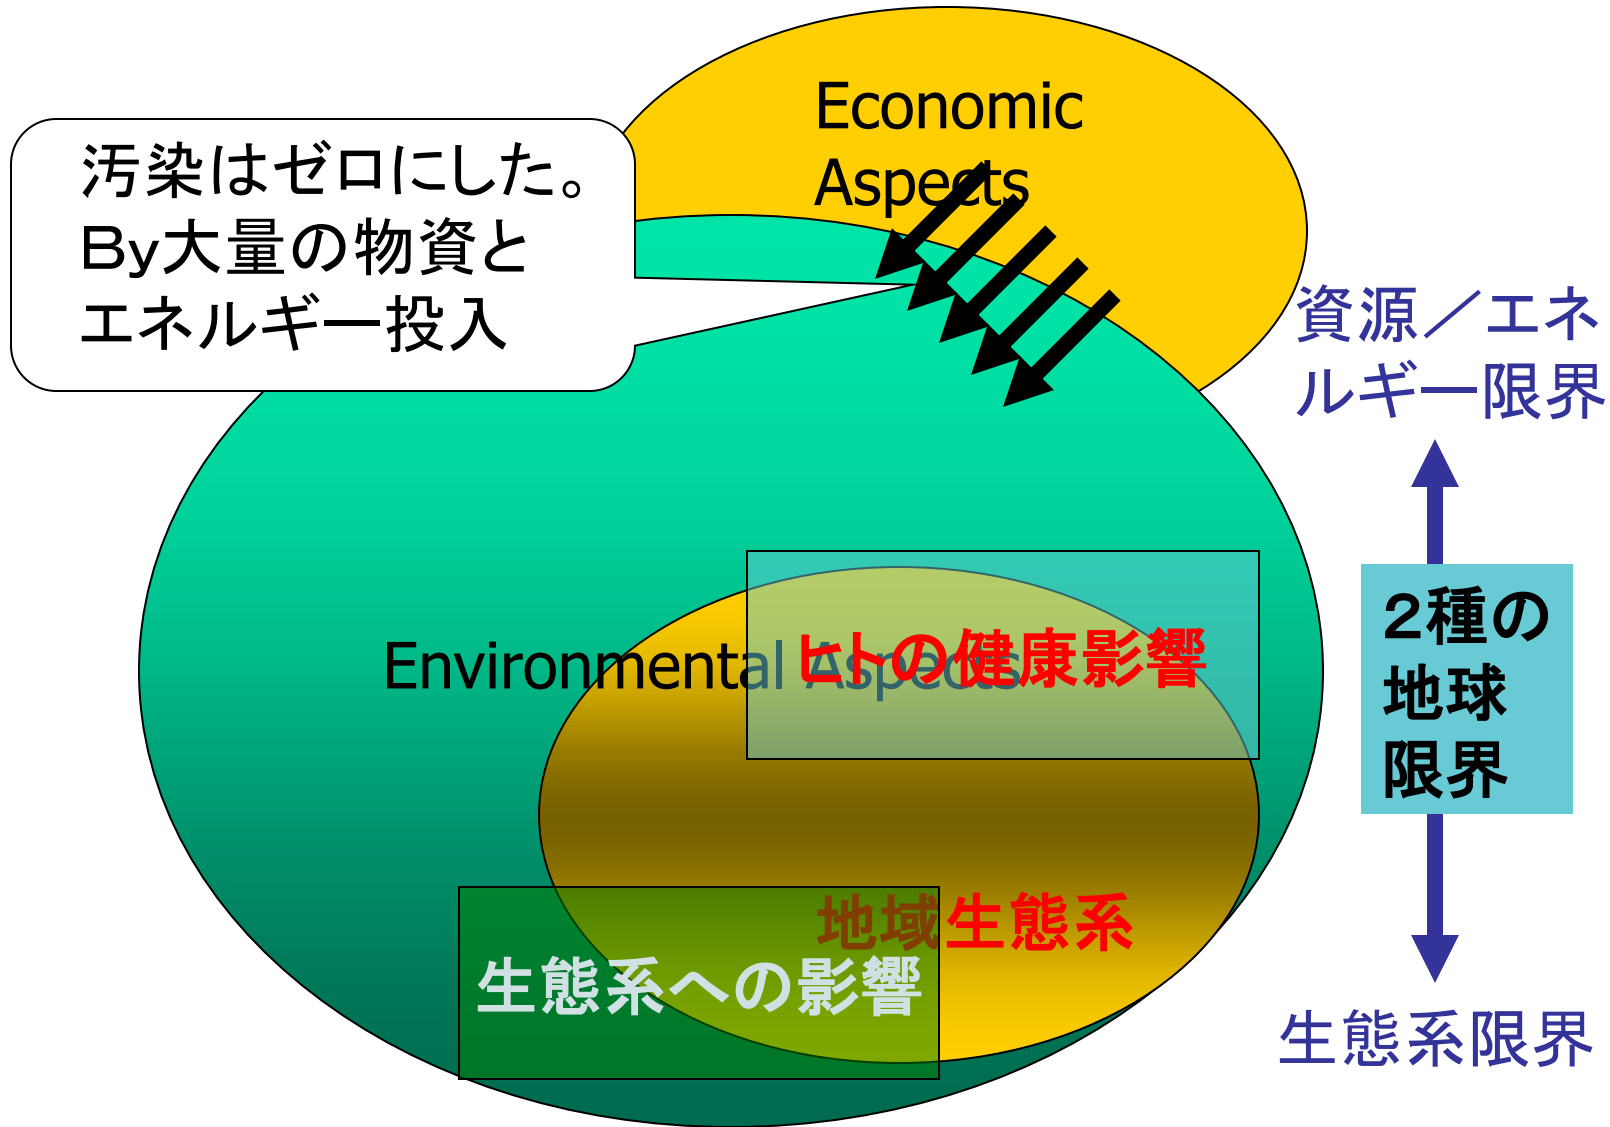 Economic
Aspects
汚染はゼロにした。
By大量の物資と
エネルギー投入
資源／エネ
ルギー限界
2種の
地球
限界
Environmental Aspects
ヒトの健康影響
地域生態系
生態系への影響
生態系限界